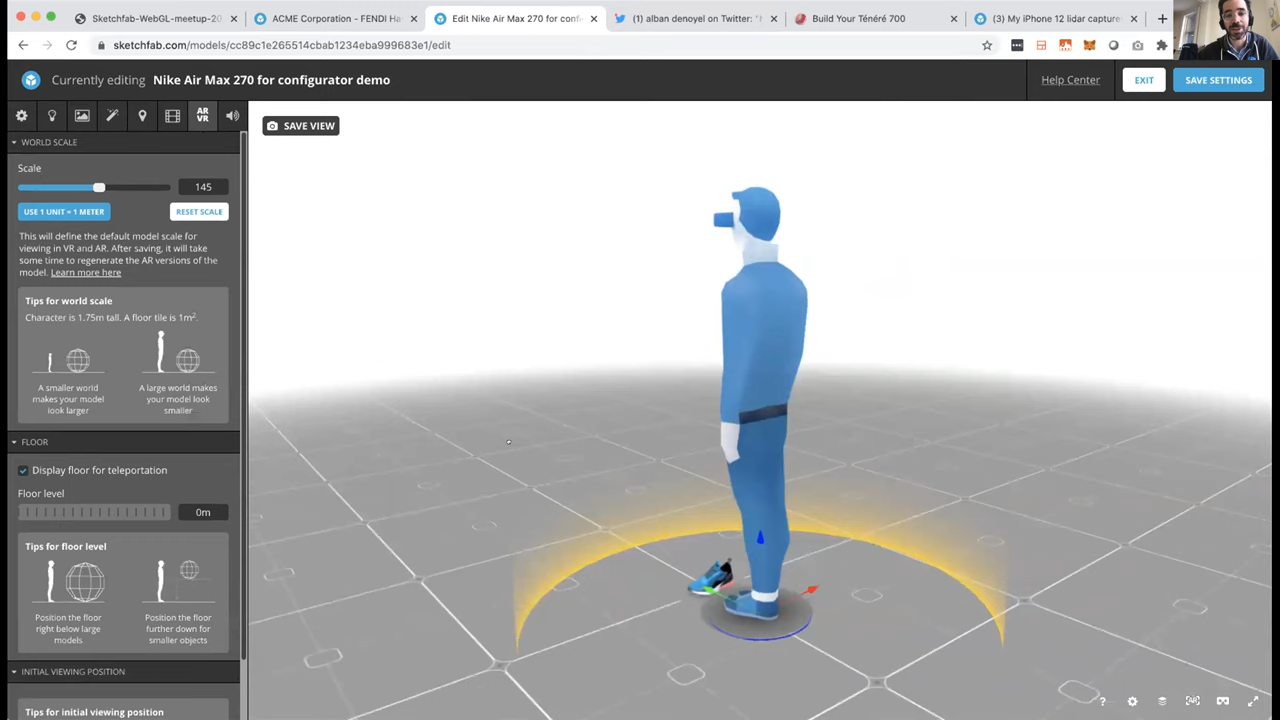 Sketchfab-WebGL-meetup-20
ACME Corporation - FENDI Ha
Edit Nike Air Max 270 for confi
(1) alban denoyel on Twitter: "I
Build Your Ténéré 700
(3) My iPhone 12 lidar capture
sketchfab.com/models/cc89c1e265514cbab1234eba999683e1/edit
Currently editing Nike Air Max 270 for configurator demo
Help Center
EXIT
SAVE SETTINGS
AR
VR
SAVE VIEW
WORLD SCALE
Scale
145
USE 1 UNIT = 1 METER
RESET SCALE
This will define the default model scale for
viewing in VR and AR. After saving, it will take
some time to regenerate the AR versions of the
model. Learn more here
Tips for world scale
Character is 1.75m tall. A floor tile is 1m².
A smaller world
makes your model
look larger
A large world makes
your model look
smaller
FLOOR
Display floor for teleportation
Floor level
0m
Tips for floor level
Position the floor
right below large
models
Position the floor
further down for
smaller objects
INITIAL VIEWING POSITION
Tips for initial viewing position
?